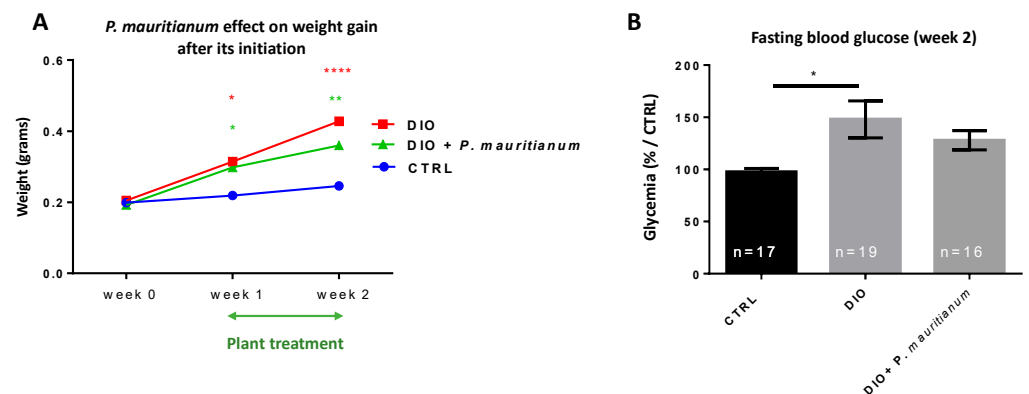 A
P. mauritianum effect on weight gain
after its initiation
Weight (grams)
0.6
0.4
0.2
0.0
*
*
****
**
DIO
DIO + P. mauritianum
CTRL
week 0
week 1
week 2
Plant treatment
B
Fasting blood glucose (week 2)
Glycemia (% / CTRL)
200
150
100
50
0
*
n=17
n=19
n=16
CTRL
DIO
DIO+ P. mauritianum